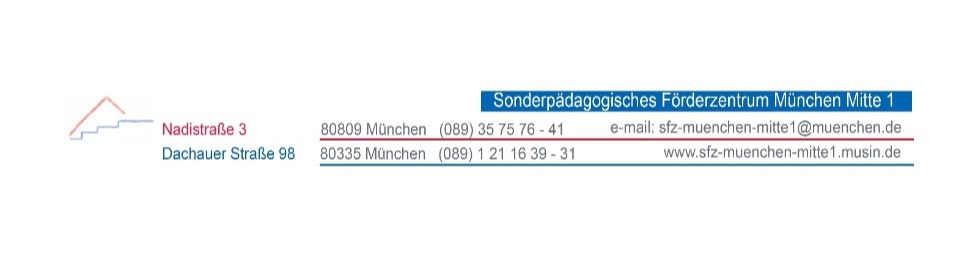 Sonderpädagogisches Förderzentrum München Mitte 1
Nadistraße 3 80809 München (089) 35 75 76 - 41 e-mail: sfz-muenchen-mitte1@muenchen.de
Dachauer Straße 98 80335 München (089) 1 21 16 39 - 31 www.sfz-muenchen-mitte1.musin.de